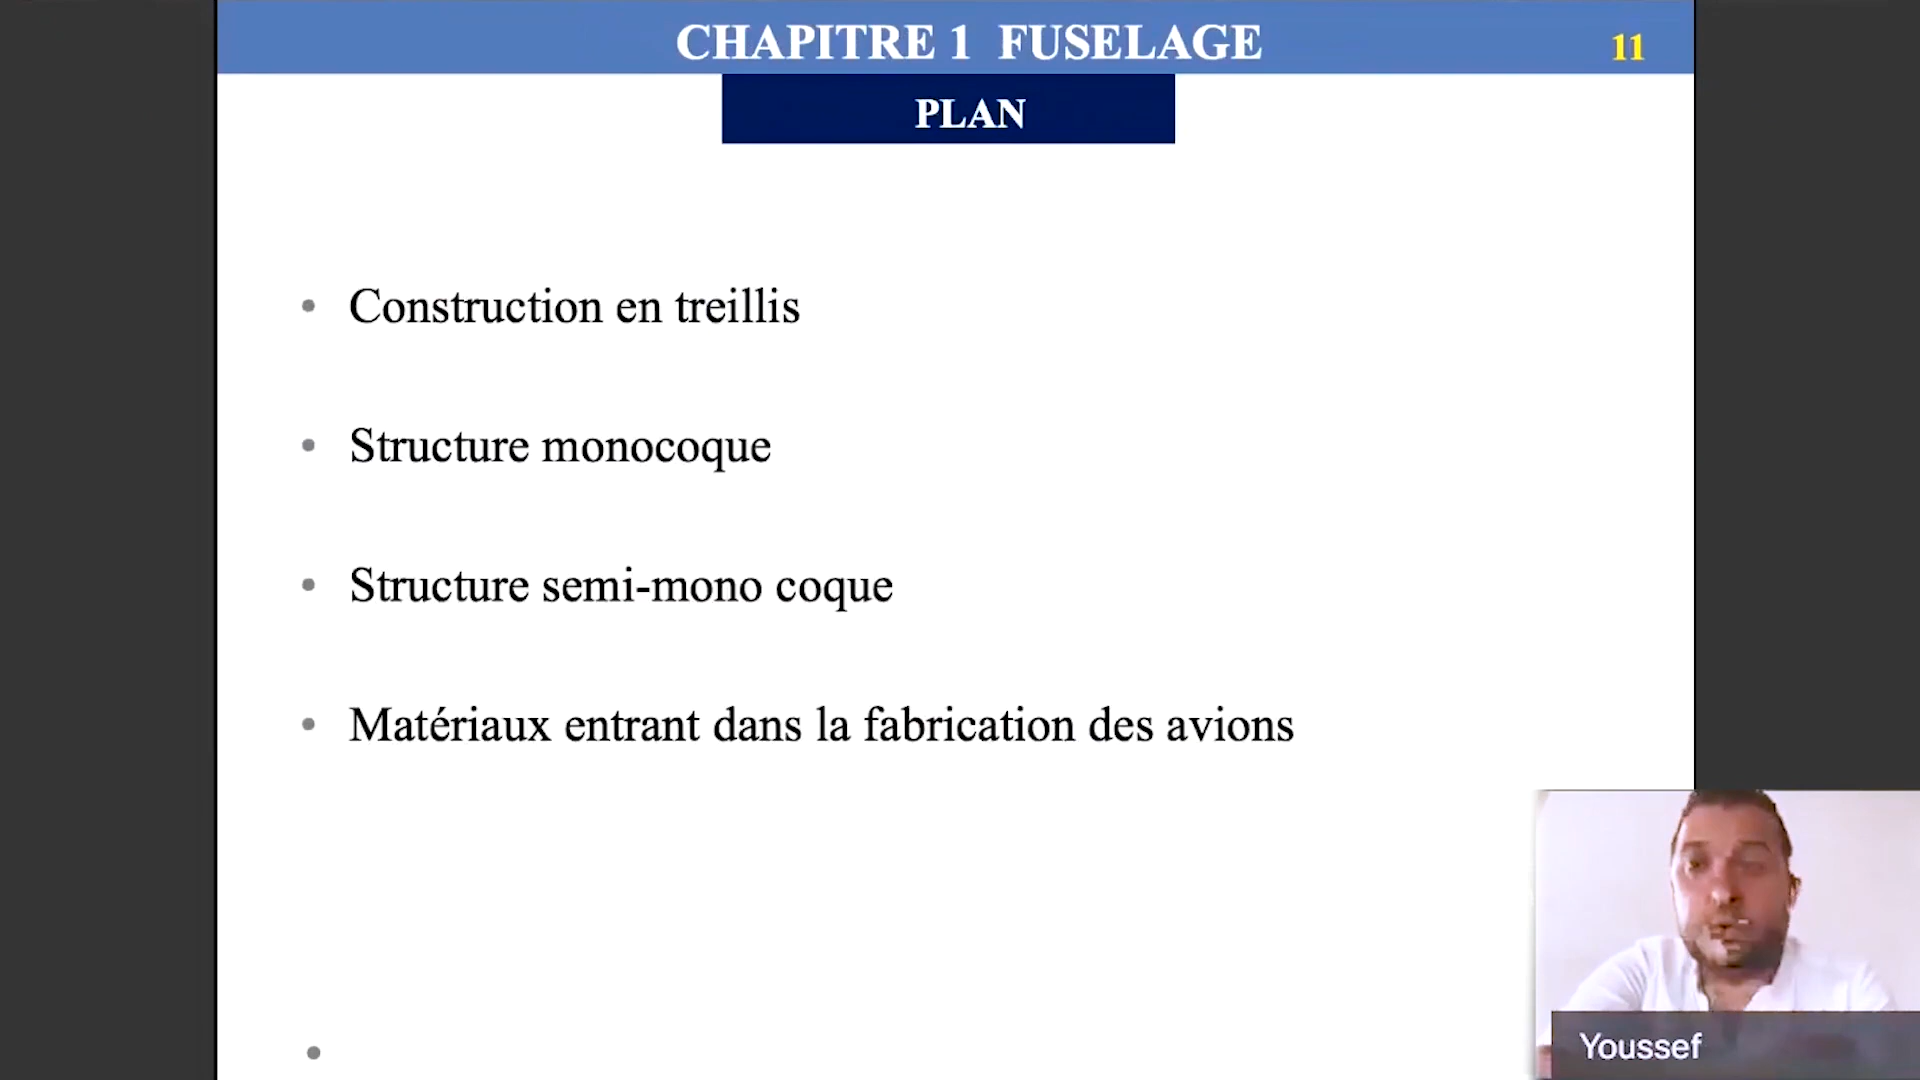 CHAPITRE 1 FUSELAGE
11
PLAN
• Construction en treillis
• Structure monocoque
• Structure semi-mono coque
• Matériaux entrant dans la fabrication des avions
•
Youssef